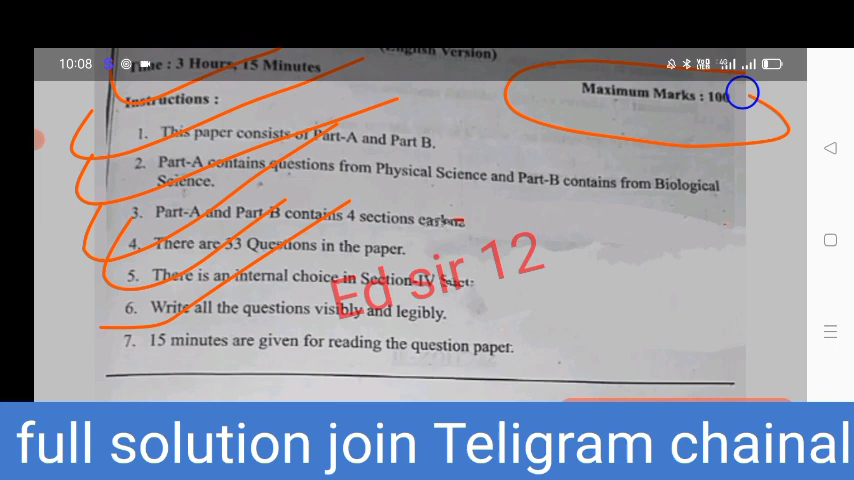 (English Version)
10:08
Time : 3 Hours, 15 Minutes
Maximum Marks : 100
Instructions :
1. This paper consists of Part-A and Part B.
2. Part-A contains questions from Physical Science and Part-B contains from Biological
Science.
3. Part-A and Part B contains 4 sections
4. There are 33 Questions in the paper.
5. There is an internal choice in Section-IV
6. Write all the questions visibly and legibly.
7. 15 minutes are given for reading the question paper.
Ed sir 12
full solution join Teligram chainal